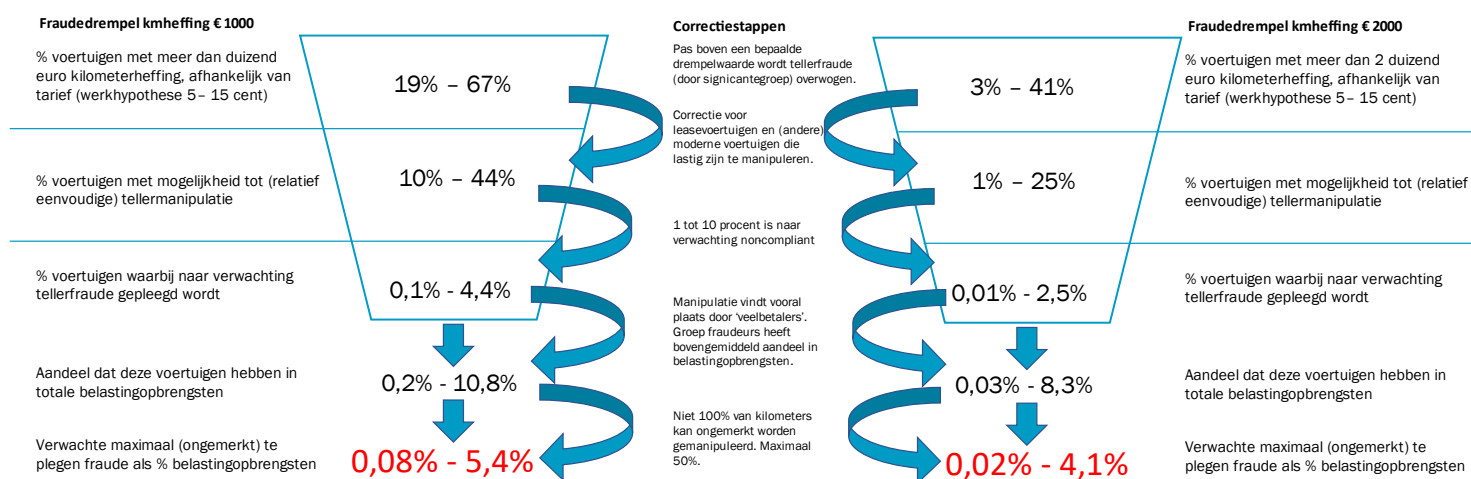 Fraudedrempel kmheffing € 1000
% voertuigen met meer dan duizend
euro kilometerheffing, afhankelijk van
tarief (werkhypothese 5– 15 cent)
19% – 67%
% voertuigen met mogelijkheid tot (relatief
eenvoudige) tellermanipulatie
10% – 44%
% voertuigen waarbij naar verwachting
tellerfraude gepleegd wordt
0,1% - 4,4%
Aandeel dat deze voertuigen hebben in
totale belastingopbrengsten
0,2% - 10,8%
Verwachte maximaal (ongemerkt) te
plegen fraude als % belastingopbrengsten
0,08% - 5,4%
Correctiestappen
Pas boven een bepaalde
drempelwaarde wordt tellerfraude
(door signicantegroep) overwogen.
Correctie voor
leasevoertuigen en (andere)
moderne voertuigen die
lastig zijn te manipuleren.
1 tot 10 procent is naar
verwachting noncompliant
Manipulatie vindt vooral
plaats door ‘veelbetalers’.
Groep fraudeurs heeft
bovengemiddeld aandeel in
belastingopbrengsten.
Niet 100% van kilometers
kan ongemerkt worden
gemanipuleerd. Maximaal
50%.
Fraudedrempel kmheffing € 2000
3% – 41%
% voertuigen met meer dan 2 duizend
euro kilometerheffing, afhankelijk van
tarief (werkhypothese 5– 15 cent)
1% – 25%
% voertuigen met mogelijkheid tot (relatief
eenvoudige) tellermanipulatie
0,01% - 2,5%
% voertuigen waarbij naar verwachting
tellerfraude gepleegd wordt
0,03% - 8,3%
Aandeel dat deze voertuigen hebben in
totale belastingopbrengsten
0,02% - 4,1%
Verwachte maximaal (ongemerkt) te
plegen fraude als % belastingopbrengsten